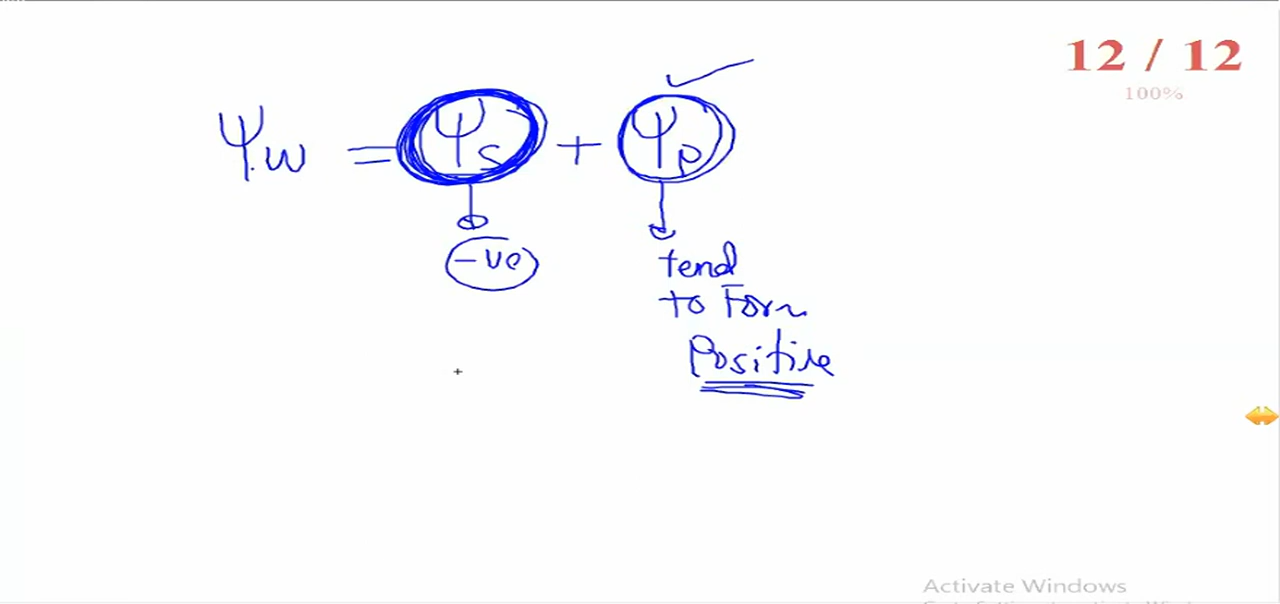 12 / 12
100%
Ψw = Ψs + Ψp
-ve
tend
to Form
Positive
Activate Windows